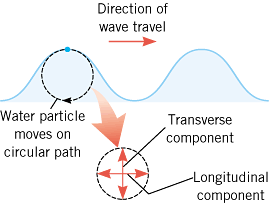 Direction of
wave travel
Water particle
moves on
circular path
Transverse
component
Longitudinal
component